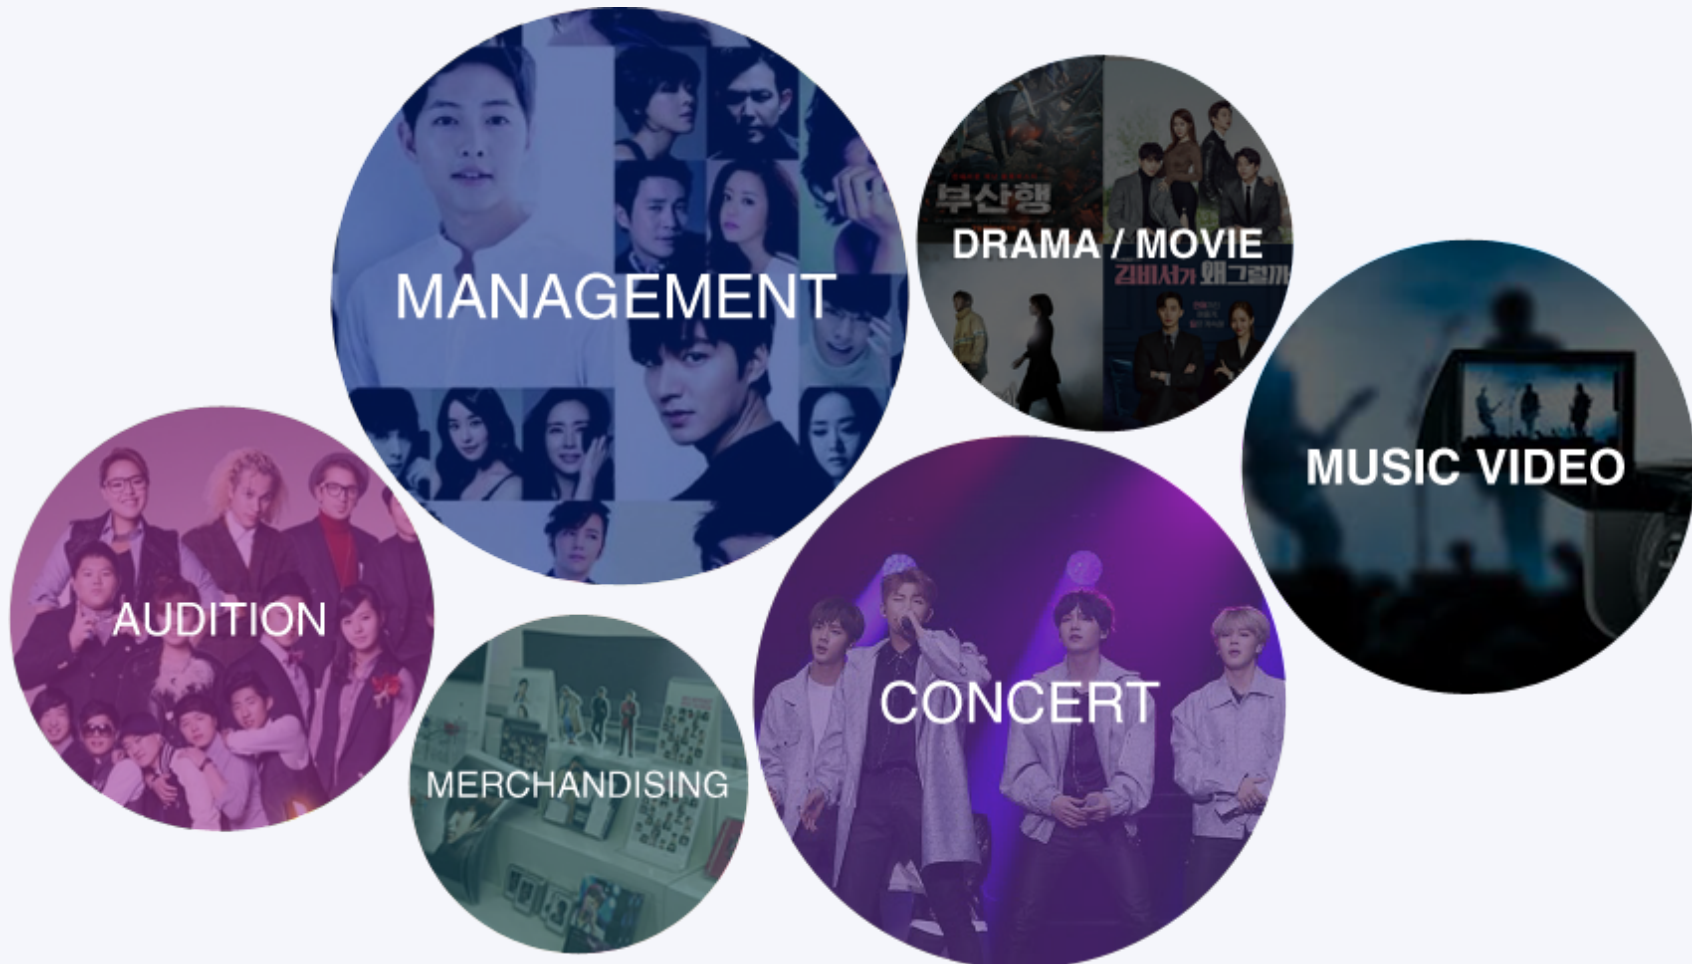 MANAGEMENT
부산행
DRAMA / MOVIE
김비서가 왜 그럴까
MUSIC VIDEO
AUDITION
MERCHANDISING
CONCERT